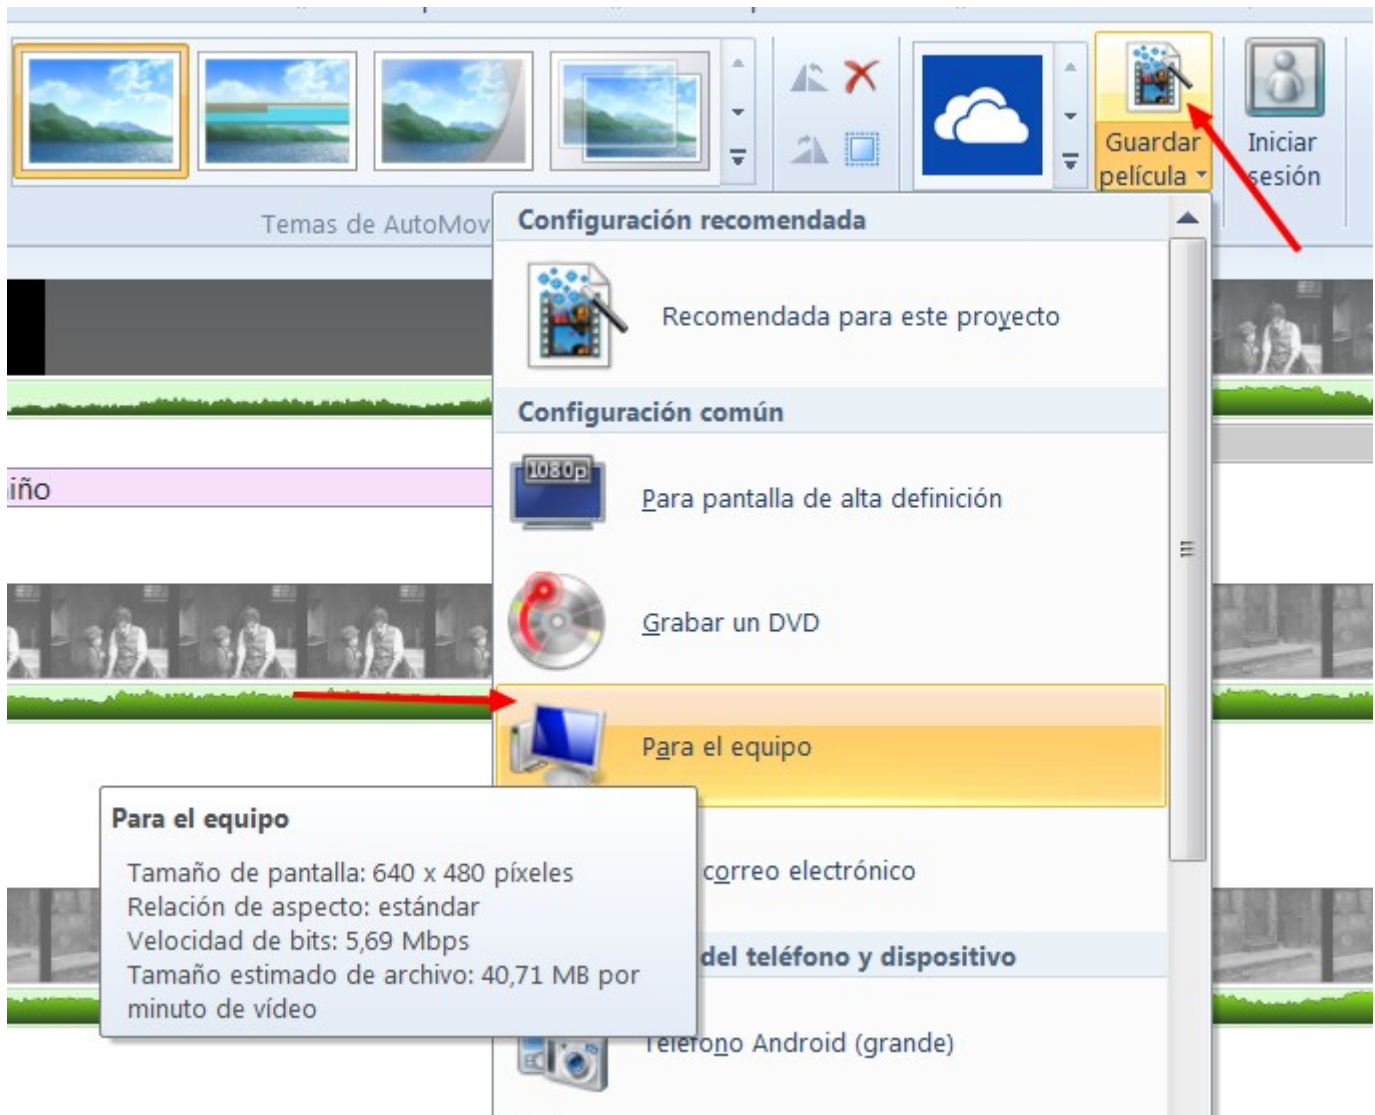 Guardar
película
Iniciar
sesión
Temas de AutoMov
Configuración recomendada
Recomendada para este proyecto
Configuración común
1080p
Para pantalla de alta definición
iño
Grabar un DVD
Para el equipo
Para el equipo
Tamaño de pantalla: 640 x 480 píxeles
Relación de aspecto: estándar
Velocidad de bits: 5,69 Mbps
Tamaño estimado de archivo: 40,71 MB por
minuto de vídeo
correo electrónico
del teléfono y dispositivo
Teléfono Android (grande)